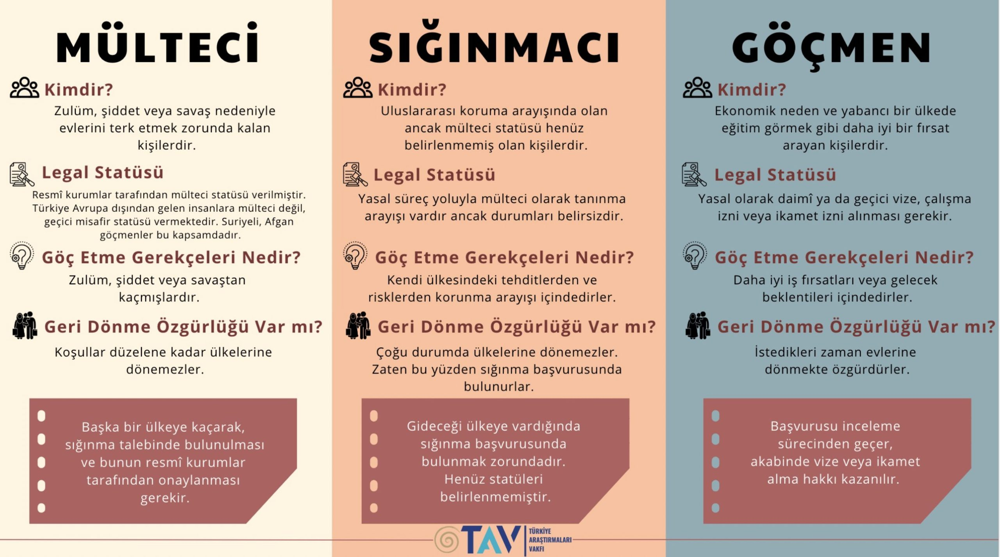 MÜLTECİ
Kimdir?
Zulüm, şiddet veya savaş nedeniyle
evlerini terk etmek zorunda kalan
kişilerdir.
Legal Statüsü
Resmî kurumlar tarafından mülteci statüsü verilmiştir.
Türkiye Avrupa dışından gelen insanlara mülteci değil,
geçici misafir statüsü vermektedir. Suriyeli, Afgan
göçmenler bu kapsamdadır.
Göç Etme Gerekçeleri Nedir?
Zulüm, şiddet veya savaştan
kaçmışlardır.
Geri Dönme Özgürlüğü Var mı?
Koşullar düzelene kadar ülkelerine
dönemezler.
Başka bir ülkeye kaçarak,
sığınma talebinde bulunulması
ve bunun resmî kurumlar
tarafından onaylanması
gerekir.
SIĞINMACI
Kimdir?
Uluslararası koruma arayışında olan
ancak mülteci statüsü henüz
belirlenmemiş olan kişilerdir.
Legal Statüsü
Yasal süreç yoluyla mülteci olarak tanınma
arayışı vardır ancak durumları belirsizdir.
Göç Etme Gerekçeleri Nedir?
Kendi ülkesindeki tehditlerden ve
risklerden korunma arayışı içindedirler.
Geri Dönme Özgürlüğü Var mı?
Çoğu durumda ülkelerine dönemezler.
Zaten bu yüzden sığınma başvurusunda
bulunurlar.
Gideceği ülkeye vardığında
sığınma başvurusunda
bulunmak zorundadır.
Henüz statüleri
belirlenmemiştir.
GÖÇMEN
Kimdir?
Ekonomik neden ve yabancı bir ülkede
eğitim görmek gibi daha iyi bir fırsat
arayan kişilerdir.
Legal Statüsü
Yasal olarak daimî ya da geçici vize, çalışma
izni veya ikamet izni alınması gerekir.
Göç Etme Gerekçeleri Nedir?
Daha iyi iş fırsatları veya gelecek
beklentileri içindedirler.
Geri Dönme Özgürlüğü Var mı?
İstedikleri zaman evlerine
dönmekte özgürdürler.
Başvurusu inceleme
sürecinden geçer,
akabinde vize veya ikamet
alma hakkı kazanılır.
TAV
TÜRKİYE
ARAŞTIRMALARI
VAKFI